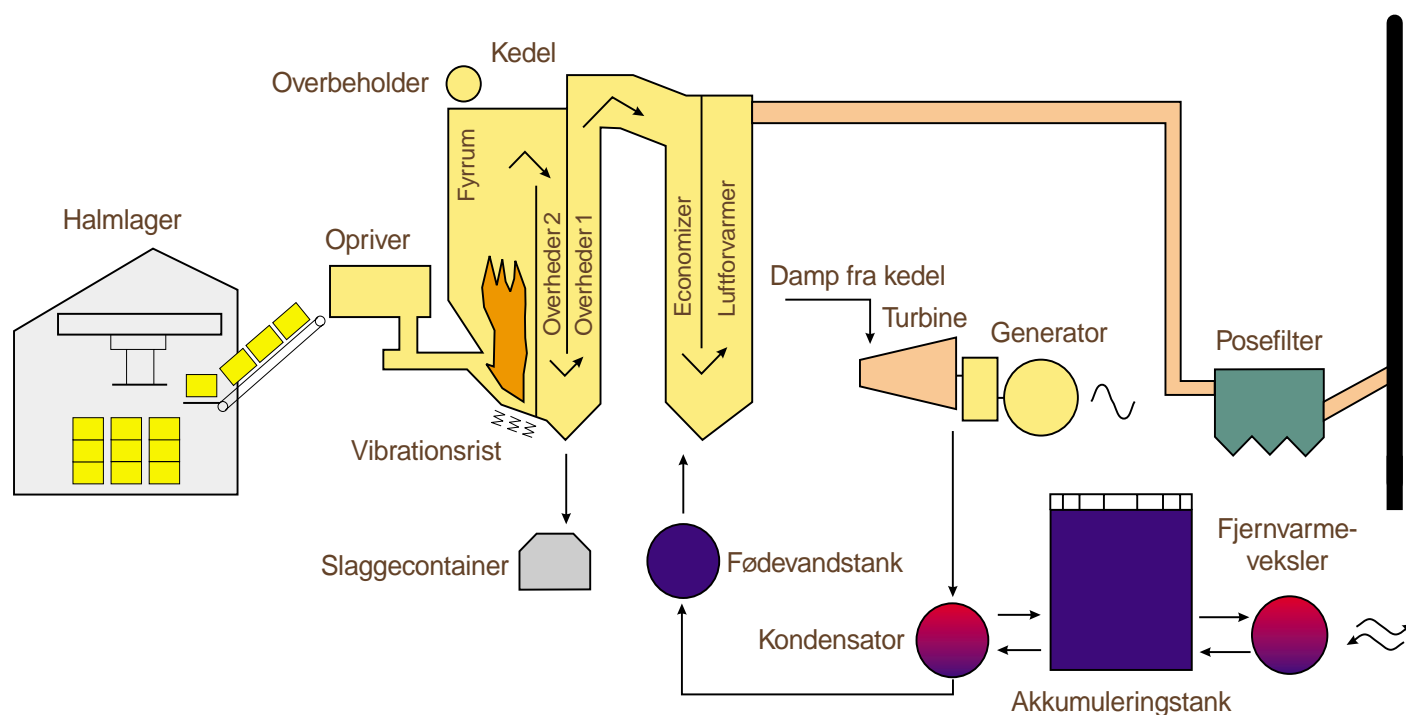 Kedel
Overbeholder
Fyrrum
Halmlager
Opriver
Overheder 2
Overheder 1
Economizer
Luftforvarmer
Damp fra kedel
Turbine
Generator
Posefilter
Vibrationsrist
Slaggecontainer
Fødevandstank
Fjernvarme-
veksler
Kondensator
Akkumuleringstank